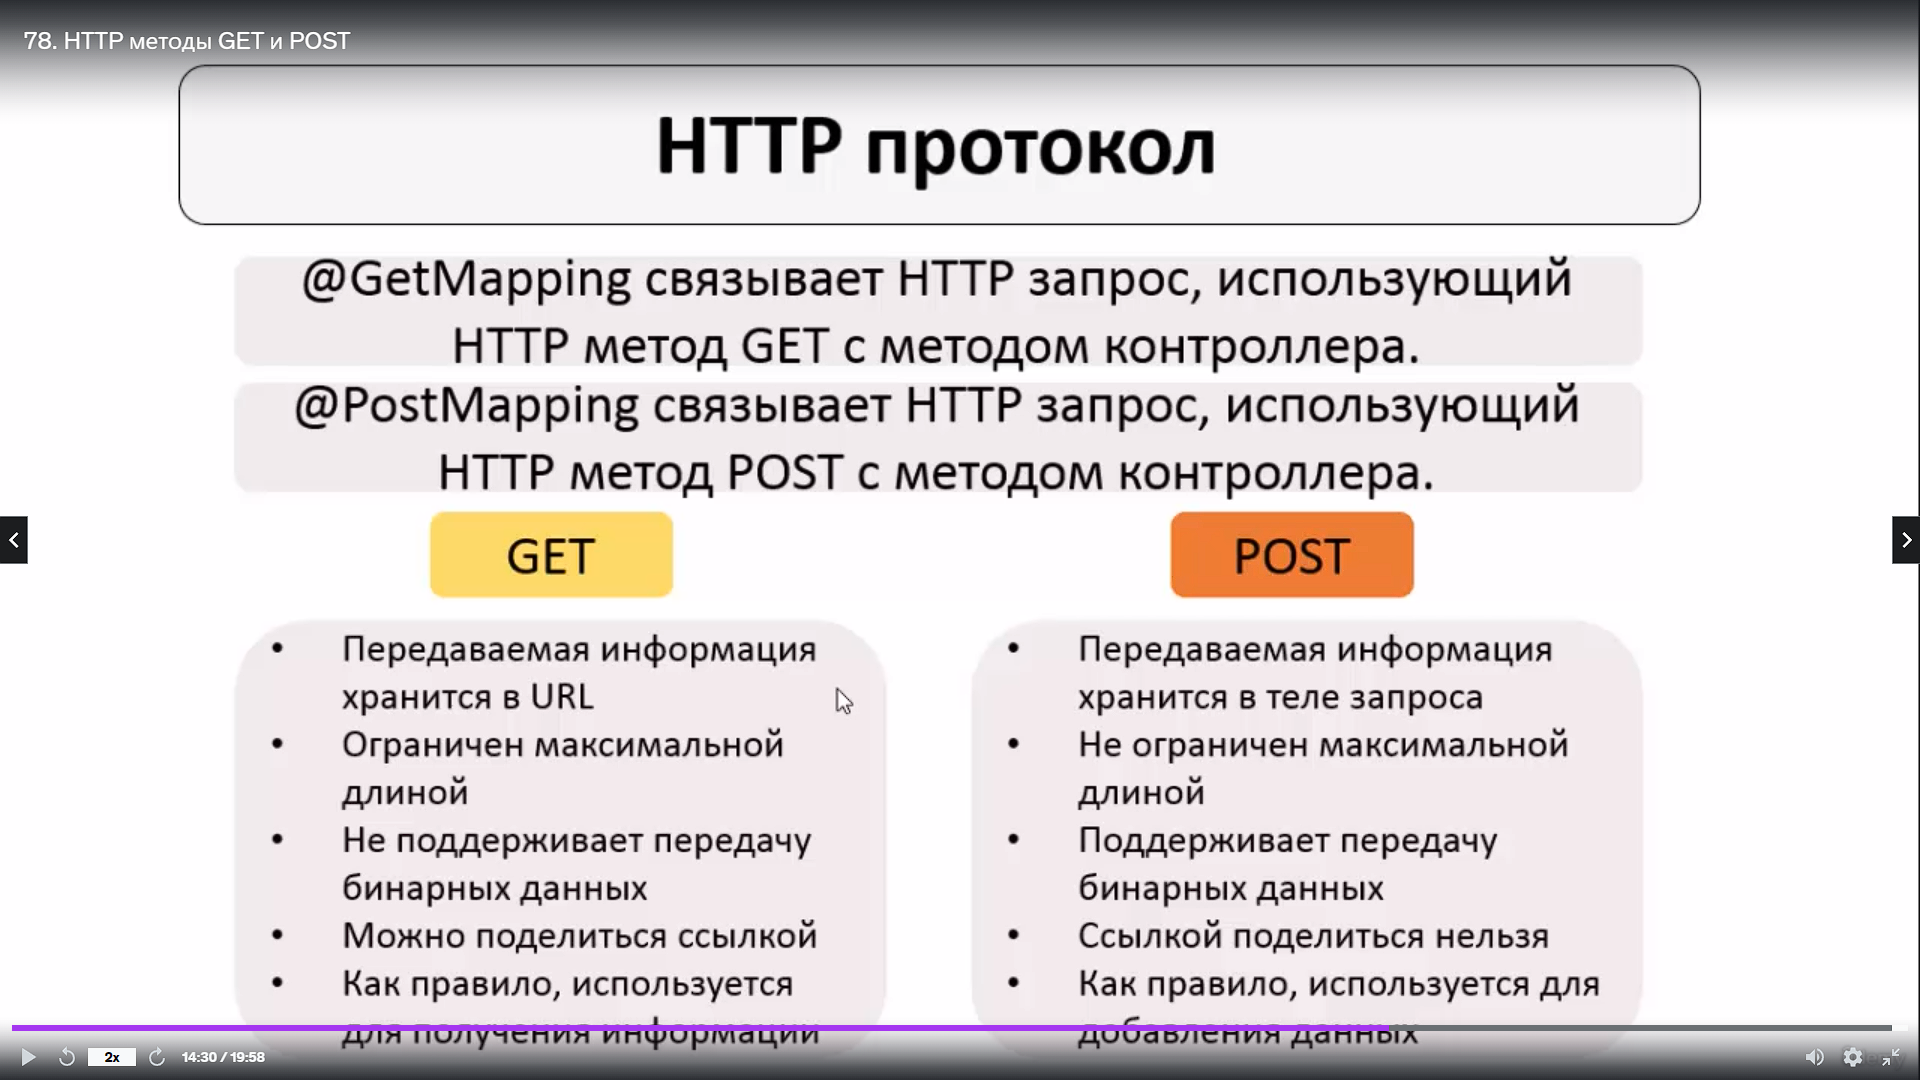 78. HTTP методы GET и POST
HTTP протокол
@GetMapping связывает HTTP запрос, использующий
HTTP метод GET с методом контроллера.
@PostMapping связывает HTTP запрос, использующий
HTTP метод POST с методом контроллера.
GET
• Передаваемая информация
хранится в URL
• Ограничен максимальной
длиной
• Не поддерживает передачу
бинарных данных
• Можно поделиться ссылкой
• Как правило, используется
для получения информации
POST
• Передаваемая информация
хранится в теле запроса
• Не ограничен максимальной
длиной
• Поддерживает передачу
бинарных данных
• Ссылкой поделиться нельзя
• Как правило, используется для
добавления данных
2x
14:30 / 19:58